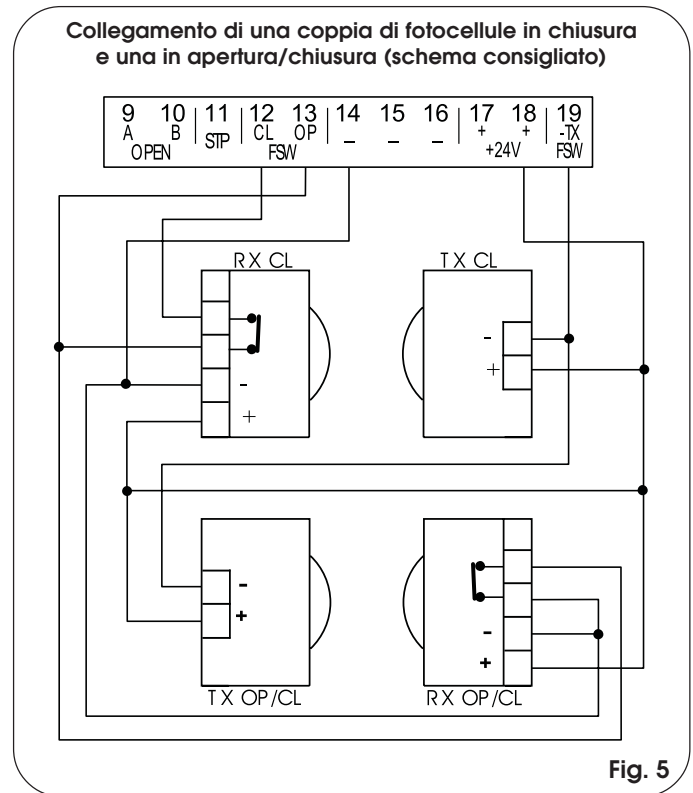 Collegamento di una coppia di fotocellule in chiusura
e una in apertura/chiusura (schema consigliato)
9 10 11 12 13 14 15 16 17 18 19
A B STP CL OP - - - + + -TX
OPEN FSW +24V FSW
RX CL TX CL
-
+
-
+
-
+
-
+
TX OP/CL RX OP/CL
Fig. 5